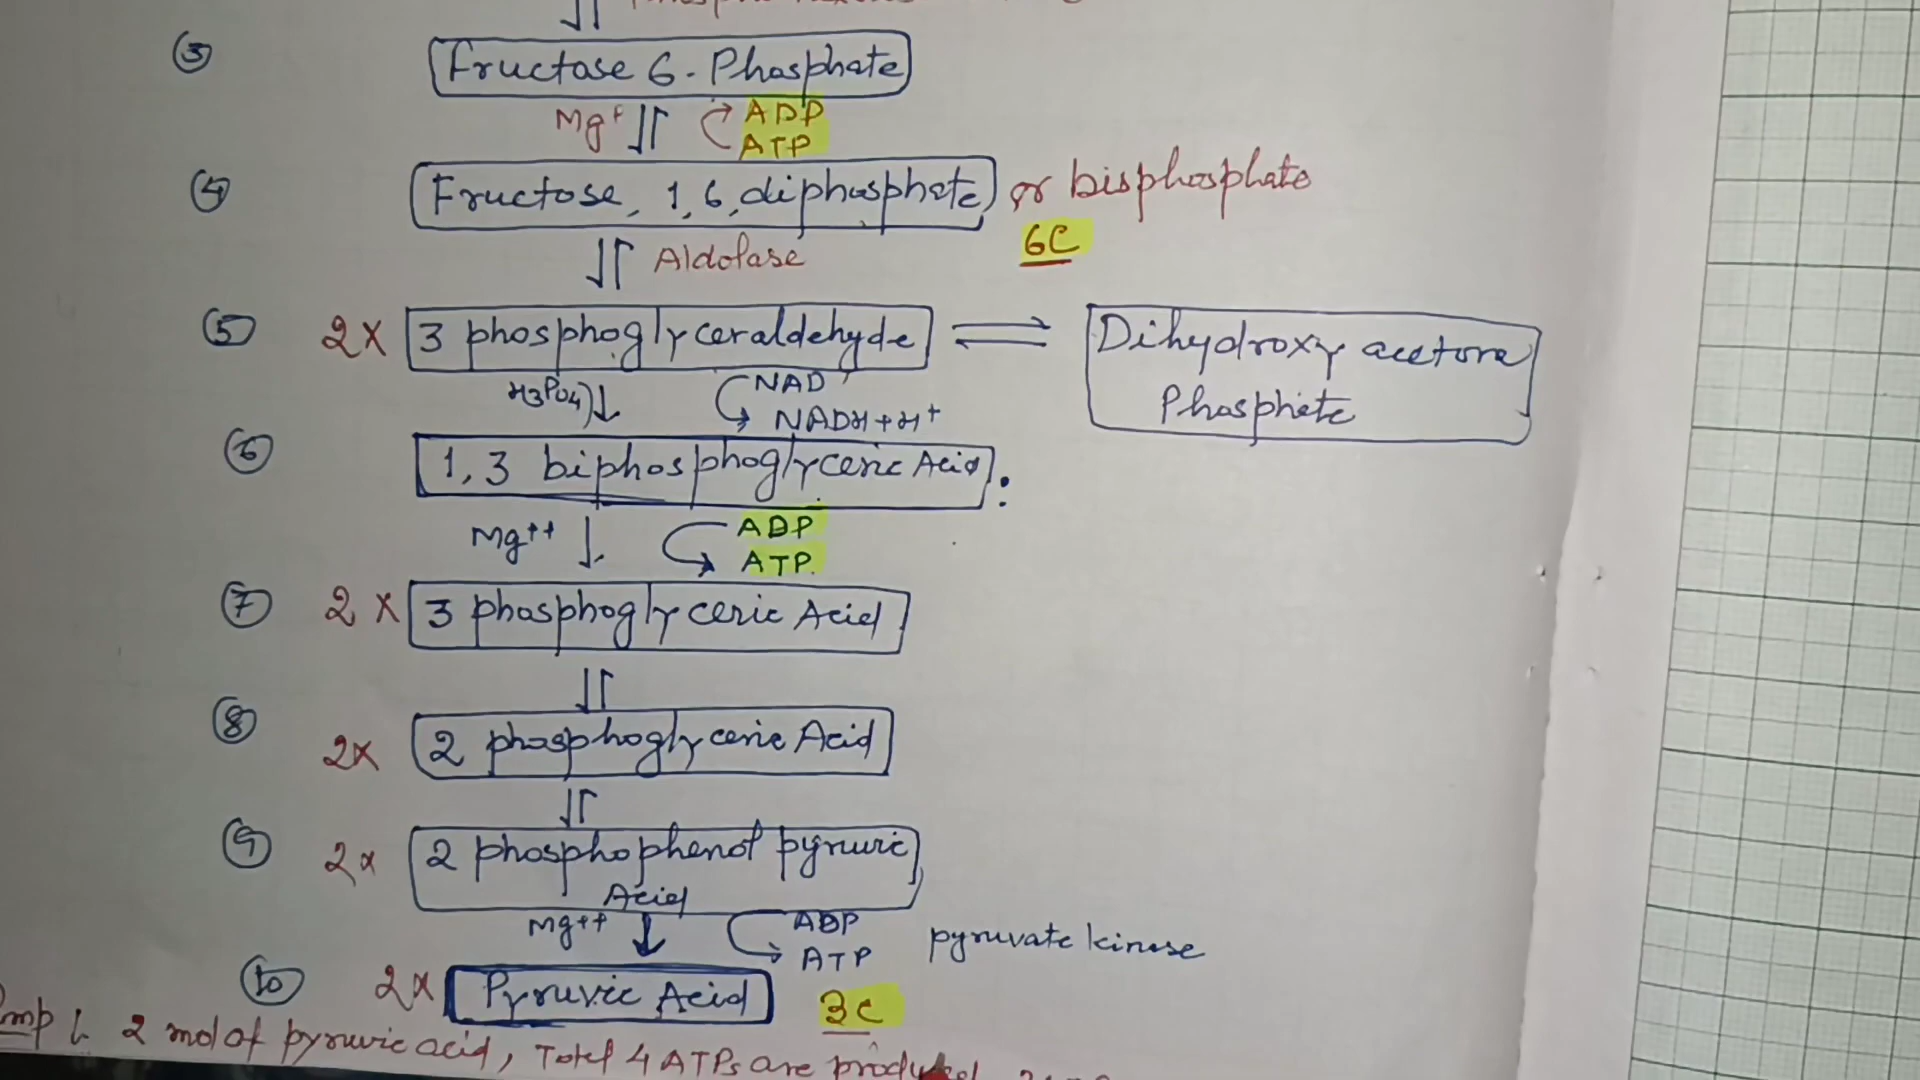 ③
Fructose 6-Phosphate
Mg+ ADP
ATP
④ Fructose, 1,6, diphosphate or bisphosphate
6C
Aldolase
⑤ 2x 3 phosphoglyceraldehyde Dihydroxy acetone
Phosphate
H3PO4 NAD
NADH+H+
⑥ 1,3 biphosphoglyceric Acid
Mg++ ADP
ATP.
⑦ 2x 3 phosphoglyceric Acid
⑧
2x 2 phosphoglyceric Acid
⑨ 2x 2 phosphophenol pyruvic
Acid
Mg++ ADP
ATP pyruvate kinase
⑩ 2x Pyruvic Acid 3C
2 mol of pyruvic acid, Total 4 ATPs are produced